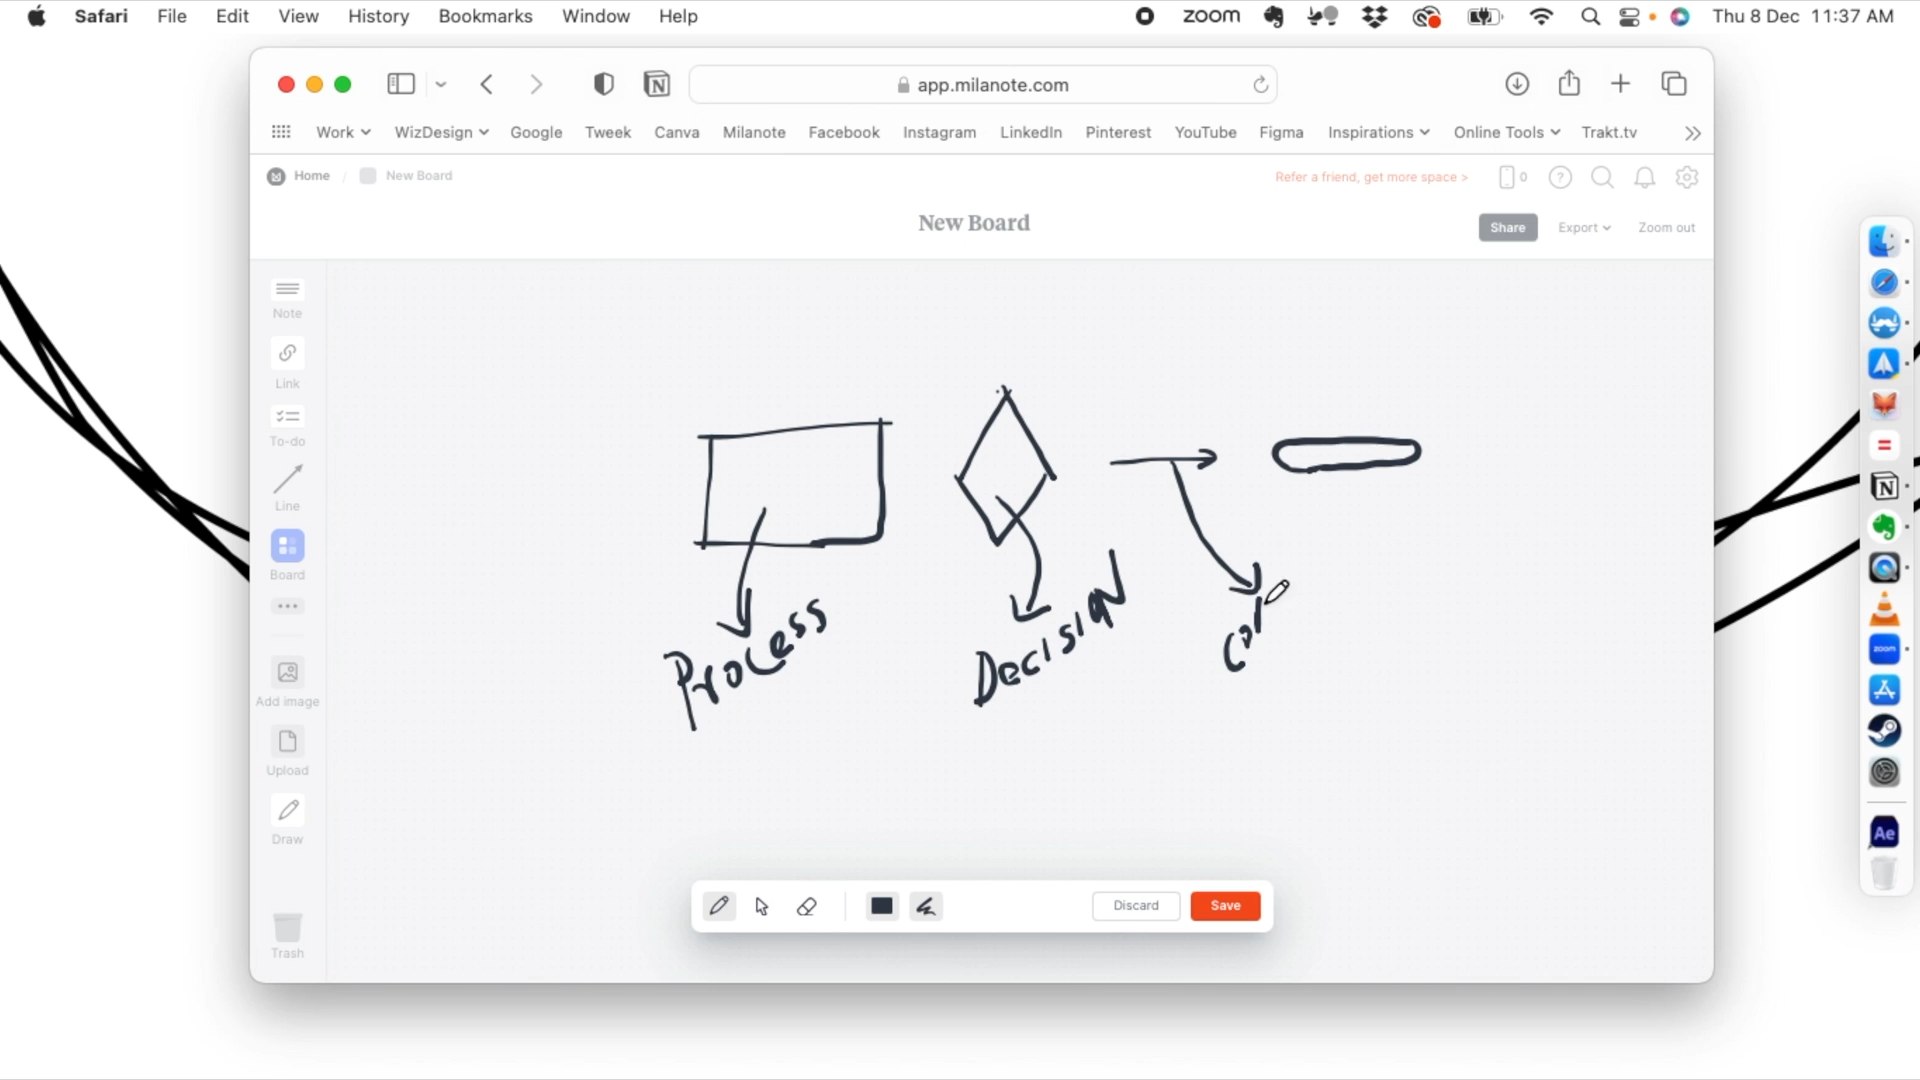 Safari File Edit View History Bookmarks Window Help zoom Thu 8 Dec 11:37 AM
app.milanote.com
Work WizDesign Google Tweek Canva Milanote Facebook Instagram LinkedIn Pinterest YouTube Figma Inspirations Online Tools Trakt.tv
Home / New Board Refer a friend, get more space > 0
New Board
Share Export Zoom out
Note
Link
To-do
Line
Board
Add image
Upload
Draw
Trash
Process
Decision
Discard Save
zoom
Ae